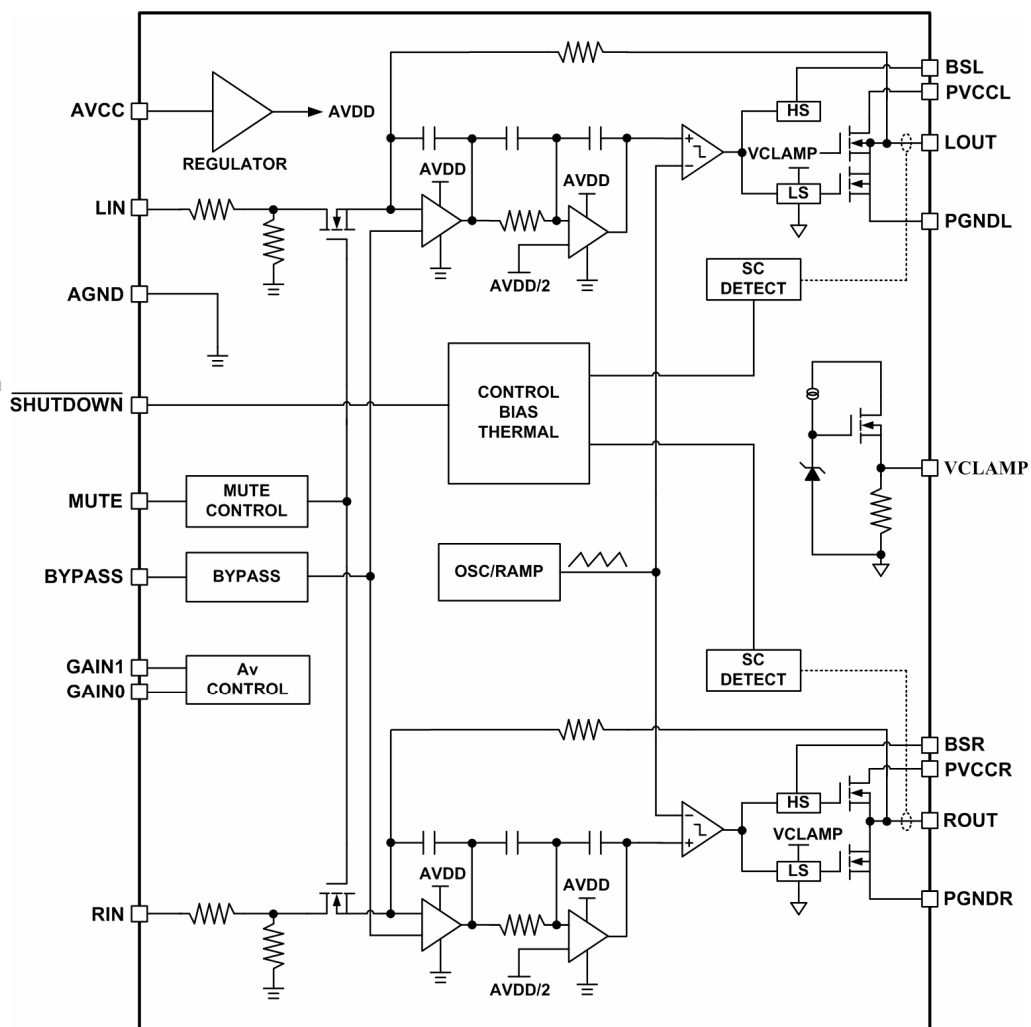 BSL
PVCCL
AVCC
AVDD
HS
REGULATOR
AVDD
AVDD
VCLAMP
LOUT
LIN
LS
PGNDL
AVDD/2
SC
DETECT
AGND
CONTROL
BIAS
THERMAL
SHUTDOWN
VCLAMP
MUTE
MUTE
CONTROL
BYPASS
BYPASS
OSC/RAMP
GAIN1
GAIN0
Av
CONTROL
SC
DETECT
BSR
PVCCR
HS
ROUT
VCLAMP
LS
AVDD
AVDD
PGNDR
RIN
AVDD/2